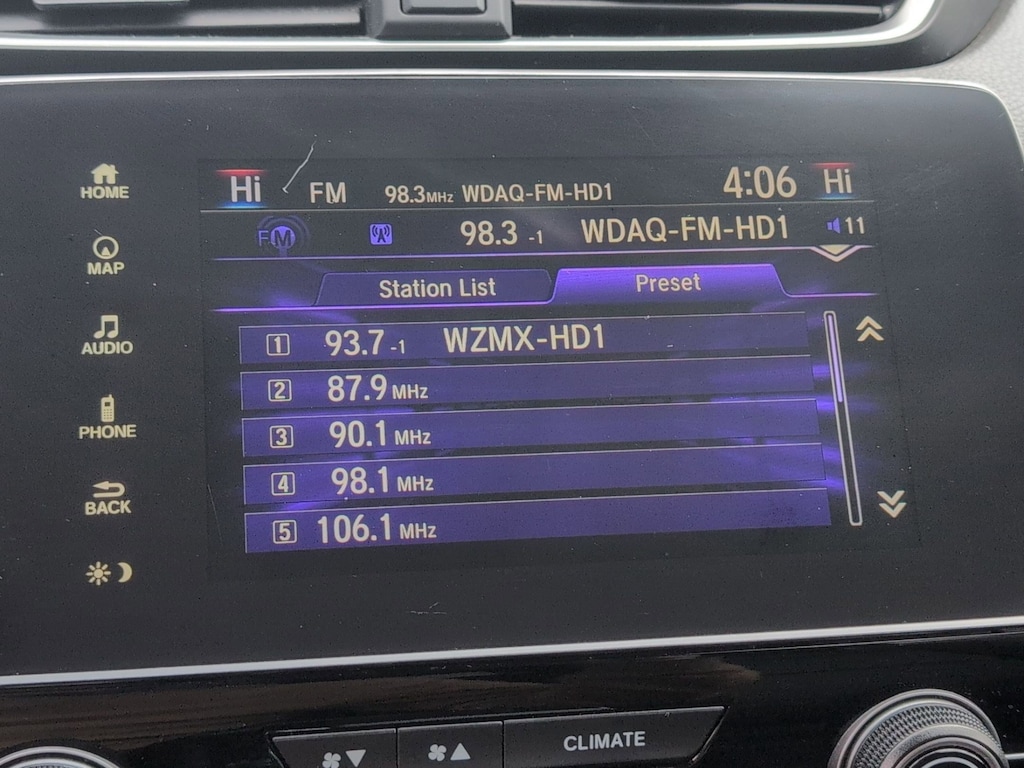 HOME
MAP
AUDIO
PHONE
BACK
Hi FM 98.3MHz WDAQ-FM-HD1 4:06 Hi
FM 98.3 -1 WDAQ-FM-HD1 11
Station List Preset
1 93.7 -1 WZMX-HD1
2 87.9 MHz
3 90.1 MHz
4 98.1 MHz
5 106.1 MHz
CLIMATE